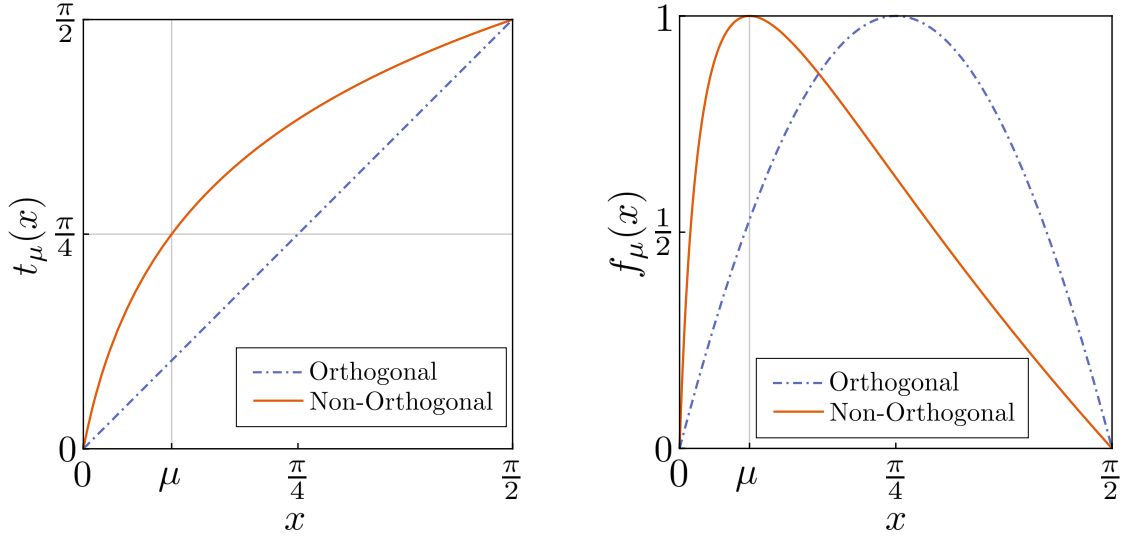 π/2
π/4
0
t_μ(x)
Orthogonal
Non-Orthogonal
0 μ π/4 π/2
x
1
1/2
0
f_μ(x)
Orthogonal
Non-Orthogonal
0 μ π/4 π/2
x